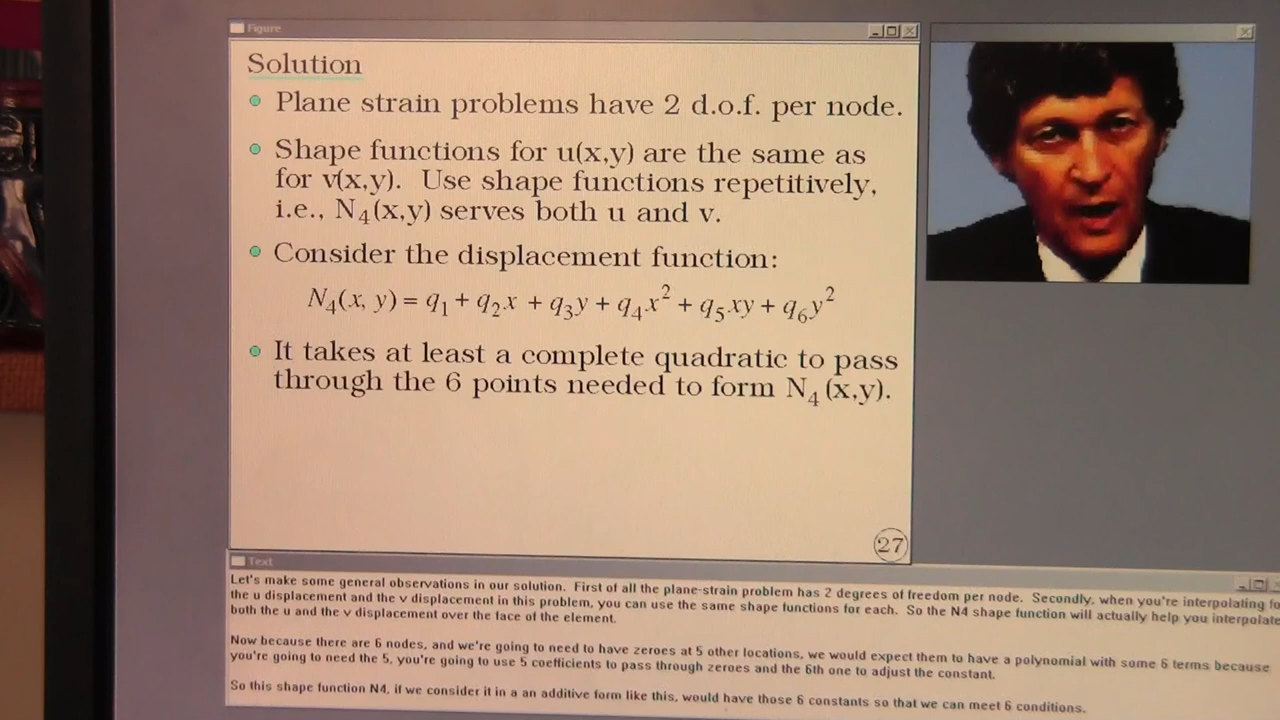 Figure
Solution
Plane strain problems have 2 d.o.f. per node.
Shape functions for u(x,y) are the same as
for v(x,y). Use shape functions repetitively,
i.e., N₄(x,y) serves both u and v.
Consider the displacement function:
N₄(x, y) = q₁ + q₂x + q₃y + q₄x² + q₅xy + q₆y²
It takes at least a complete quadratic to pass
through the 6 points needed to form N₄ (x,y).
27
Text
Let's make some general observations in our solution. First of all the plane-strain problem has 2 degrees of freedom per node. Secondly, when you're interpolating fo
the u displacement and the v displacement in this problem, you can use the same shape functions for each. So the N4 shape function will actually help you interpolate
both the u and the v displacement over the face of the element.
Now because there are 6 nodes, and we're going to need to have zeroes at 5 other locations, we would expect them to have a polynomial with some 6 terms because
you're going to need the 5, you're going to use 5 coefficients to pass through zeroes and the 6th one to adjust the constant.
So this shape function N4, if we consider it in a an additive form like this, would have those 6 constants so that we can meet 6 conditions.